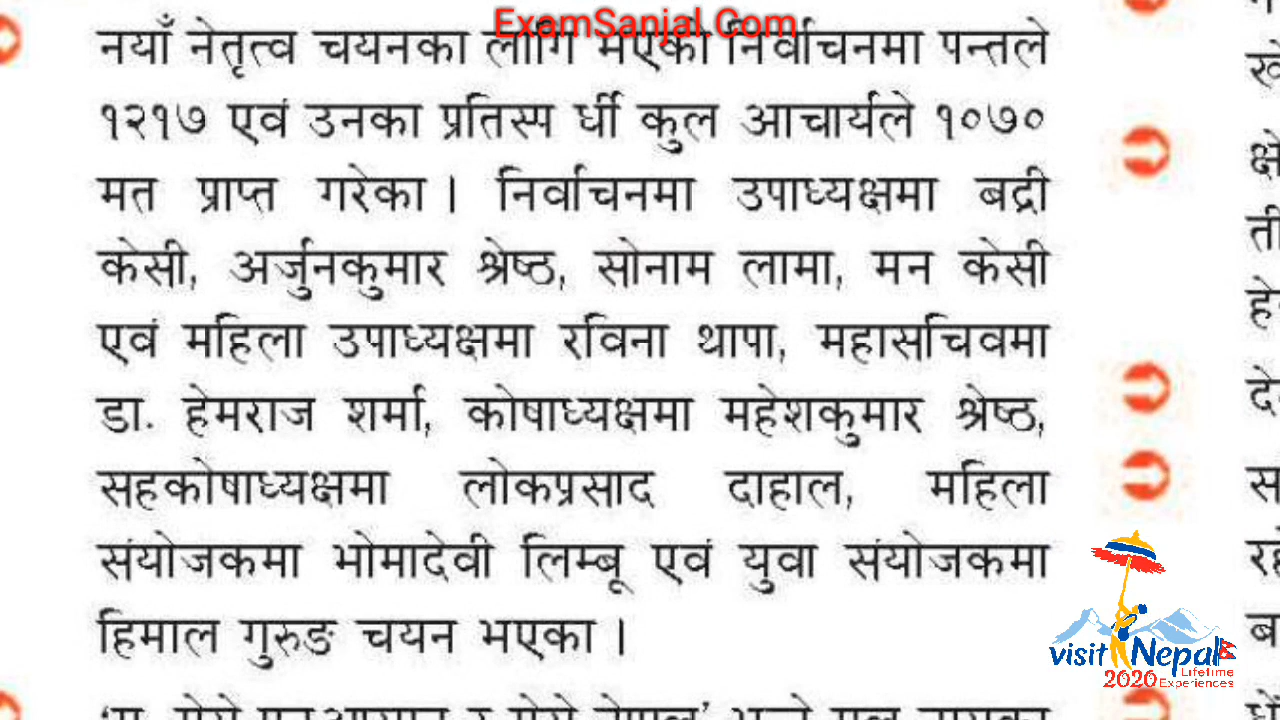 ExamSanjal.Com
नयाँ नेतृत्व चयनका लागि भएको निर्वाचनमा पन्तले
१२१७ एवं उनका प्रतिस्प र्धी कुल आचार्यले १०७०
मत प्राप्त गरेका । निर्वाचनमा उपाध्यक्षमा बद्री
केसी, अर्जुनकुमार श्रेष्ठ, सोनाम लामा, मन केसी
एवं महिला उपाध्यक्षमा रविना थापा, महासचिवमा
डा. हेमराज शर्मा, कोषाध्यक्षमा महेशकुमार श्रेष्ठ,
सहकोषाध्यक्षमा लोकप्रसाद दाहाल, महिला
संयोजकमा भोमादेवी लिम्बू एवं युवा संयोजकमा
हिमाल गुरुङ चयन भएका ।
visit Nepal
Lifetime
2020 Experiences